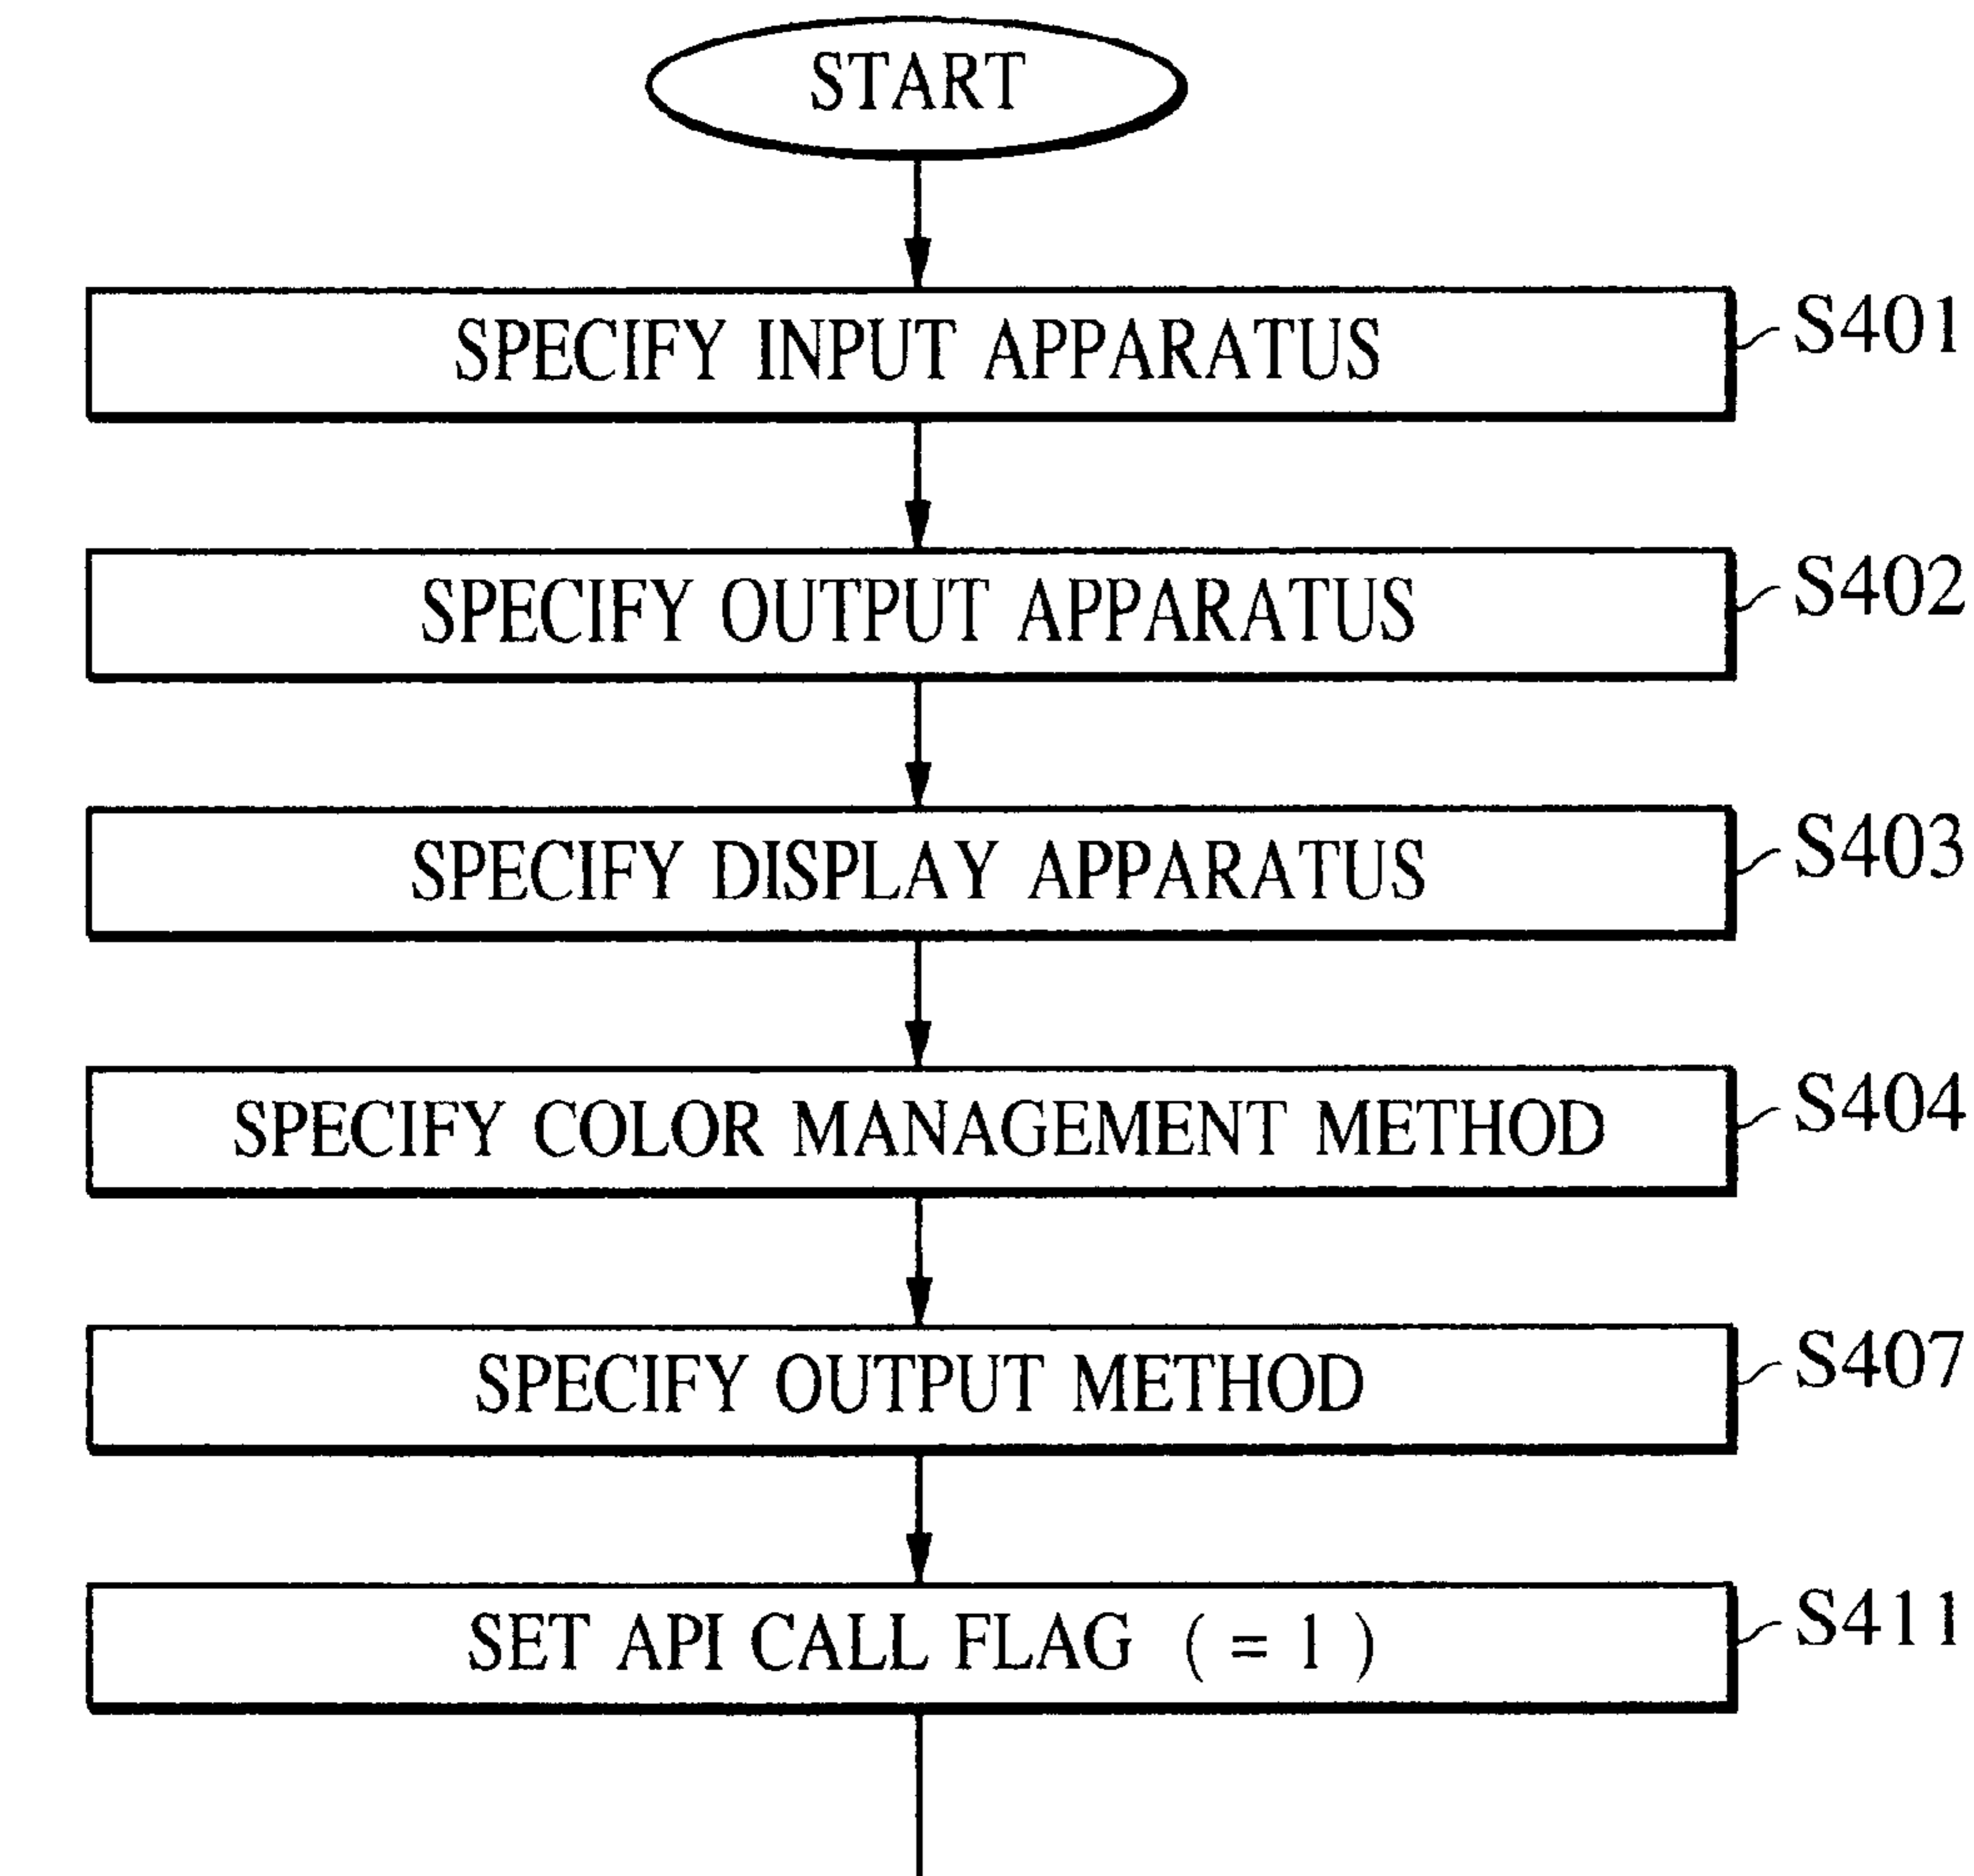 START
SPECIFY INPUT APPARATUS
S401
SPECIFY OUTPUT APPARATUS
S402
SPECIFY DISPLAY APPARATUS
S403
SPECIFY COLOR MANAGEMENT METHOD
S404
SPECIFY OUTPUT METHOD
S407
SET API CALL FLAG ( = 1 )
S411